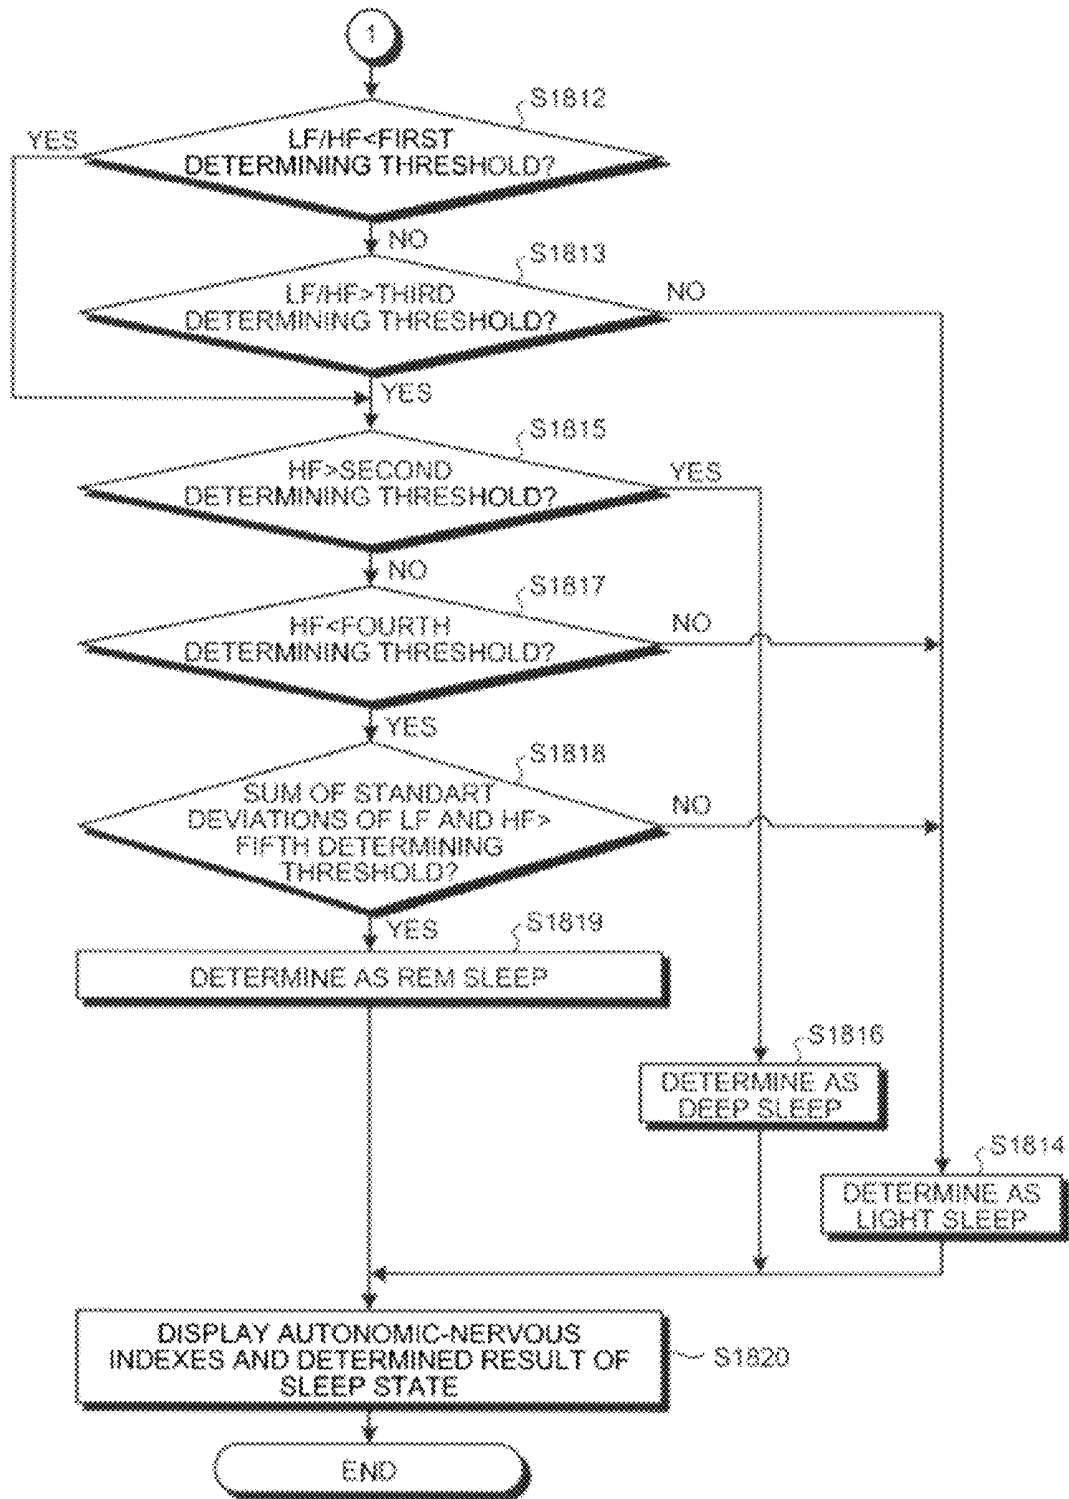 1
S1812
YES
LF/HF<FIRST
DETERMINING THRESHOLD?
NO
S1813
LF/HF>THIRD
DETERMINING THRESHOLD?
NO
YES
S1815
HF>SECOND
DETERMINING THRESHOLD?
YES
NO
S1817
HF<FOURTH
DETERMINING THRESHOLD?
NO
YES
S1818
SUM OF STANDART
DEVIATIONS OF LF AND HF>
FIFTH DETERMINING
THRESHOLD?
NO
YES
S1819
DETERMINE AS REM SLEEP
S1816
DETERMINE AS
DEEP SLEEP
S1814
DETERMINE AS
LIGHT SLEEP
DISPLAY AUTONOMIC-NERVOUS
INDEXES AND DETERMINED RESULT OF
SLEEP STATE
S1820
END